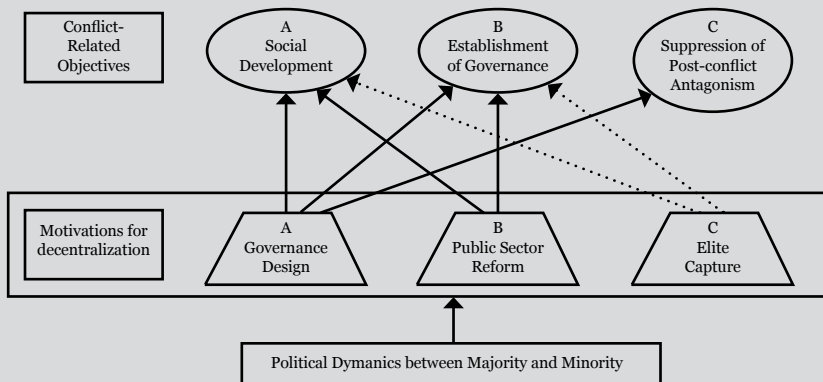 Conflict-
Related
Objectives
A
Social
Development
B
Establishment
of Governance
C
Suppression of
Post-conflict
Antagonism
Motivations for
decentralization
A
Governance
Design
B
Public Sector
Reform
C
Elite
Capture
Political Dymanics between Majority and Minority